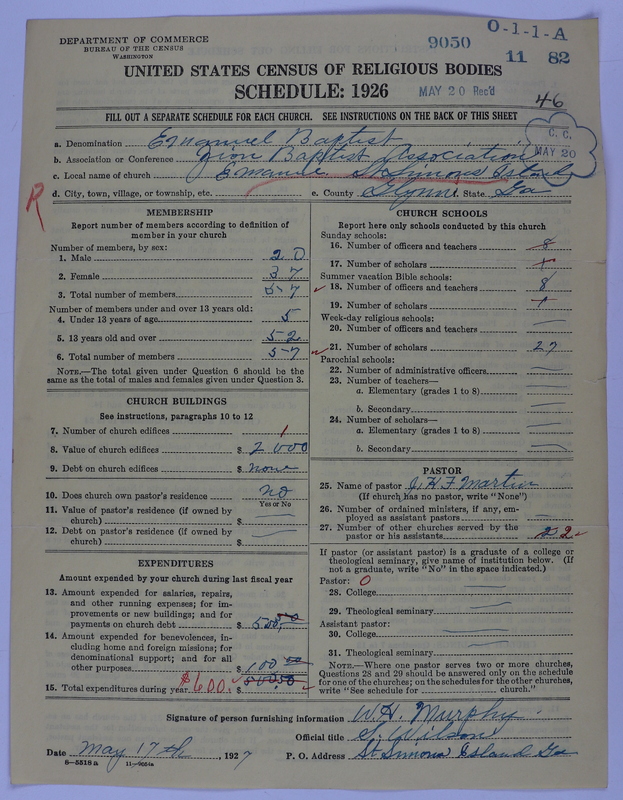 DEPARTMENT OF COMMERCE
BUREAU OF THE CENSUS
WASHINGTON
9050
O-1-1-A
11 82
UNITED STATES CENSUS OF RELIGIOUS BODIES
SCHEDULE: 1926
MAY 20 Rec'd
46
FILL OUT A SEPARATE SCHEDULE FOR EACH CHURCH. SEE INSTRUCTIONS ON THE BACK OF THIS SHEET
C. C.
MAY 20
a. Denomination Emanuel Baptist
b. Association or Conference Zion Baptist Association
c. Local name of church Emanuel St Simons Island
d. City, town, village, or township, etc. e. County Glynn. State Ga
R
MEMBERSHIP
Report number of members according to definition of
member in your church
Number of members, by sex:
1. Male 20
2. Female 37
3. Total number of members 57
Number of members under and over 13 years old:
4. Under 13 years of age 5
5. 13 years old and over 52
6. Total number of members 57
NOTE.—The total given under Question 6 should be the
same as the total of males and females given under Question 3.
CHURCH BUILDINGS
See instructions, paragraphs 10 to 12
7. Number of church edifices 1
8. Value of church edifices $ 2000
9. Debt on church edifices $ none
10. Does church own pastor's residence no
Yes or No
11. Value of pastor's residence (if owned by
church) $
12. Debt on pastor's residence (if owned by
church) $
EXPENDITURES
Amount expended by your church during last fiscal year
13. Amount expended for salaries, repairs,
and other running expenses; for im-
provements or new buildings; and for
payments on church debt $ 500.50
14. Amount expended for benevolences, in-
cluding home and foreign missions; for
denominational support; and for all
other purposes $ 100
15. Total expenditures during year $600. $
CHURCH SCHOOLS
Report here only schools conducted by this church
Sunday schools:
16. Number of officers and teachers 8
17. Number of scholars
Summer vacation Bible schools:
18. Number of officers and teachers 8
19. Number of scholars
Week-day religious schools:
20. Number of officers and teachers —
21. Number of scholars 27
Parochial schools:
22. Number of administrative officers —
23. Number of teachers—
a. Elementary (grades 1 to 8) —
b. Secondary —
24. Number of scholars—
a. Elementary (grades 1 to 8) —
b. Secondary —
PASTOR
25. Name of pastor J. H. F Martin
(If church has no pastor, write "None")
26. Number of ordained ministers, if any, em-
ployed as assistant pastors —
27. Number of other churches served by the
pastor or his assistants 2
If pastor (or assistant pastor) is a graduate of a college or
theological seminary, give name of institution below. (If
not a graduate, write "No" in the space indicated.)
Pastor: 0
28. College —
29. Theological seminary —
Assistant pastor:
30. College —
31. Theological seminary —
NOTE.—Where one pastor serves two or more churches,
Questions 28 and 29 should be answered only on the schedule
for one of the churches; on the schedules for the other churches,
write "See schedule for church."
Signature of person furnishing information W. H. Murphy
Official title S. Wilson
Date May 17th, 1927 P. O. Address St Simons Island Ga
8—5518 a 11—9554a